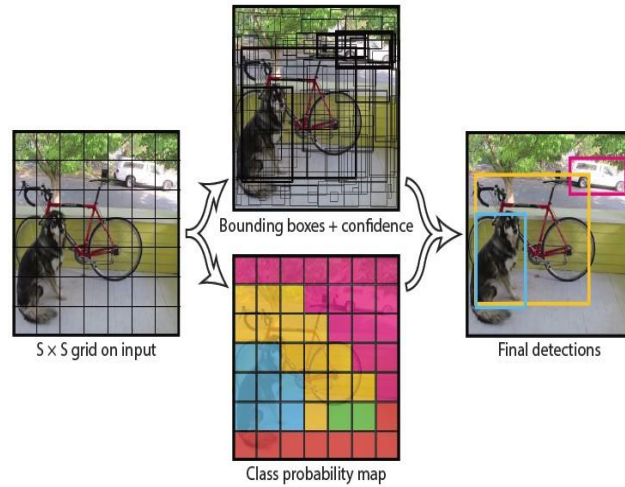 S × S grid on input
Bounding boxes + confidence
Class probability map
Final detections